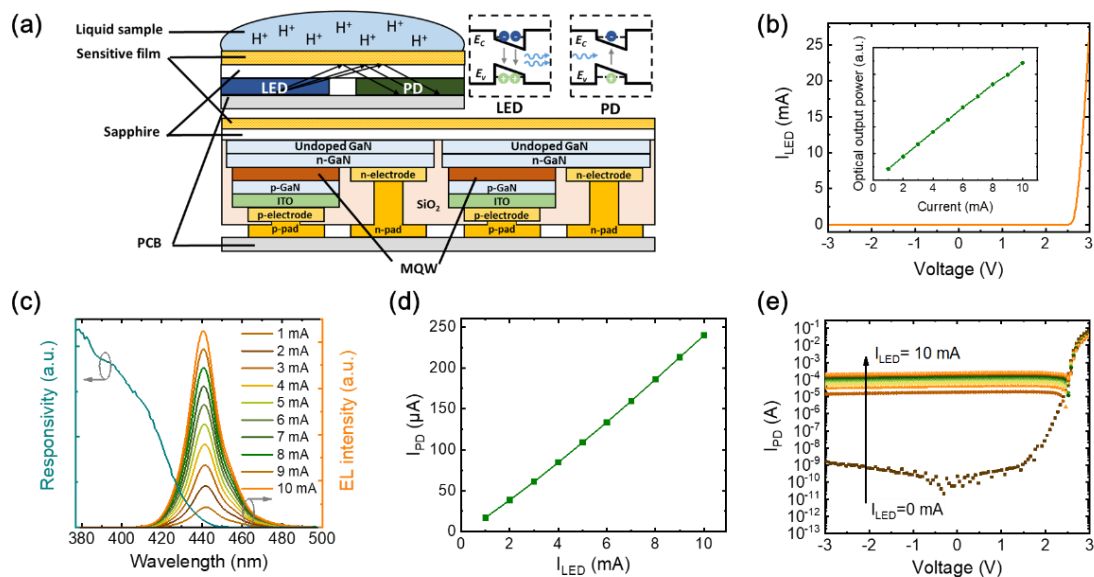 (a)
Liquid sample
H⁺ H⁺ H⁺ H⁺ H⁺ H⁺ H⁺
Sensitive film
LED
PD
E_C
E_v
LED
E_C
E_v
PD
Sapphire
Undoped GaN
n-GaN
n-electrode
p-GaN
ITO
p-electrode
p-pad
n-pad
SiO₂
Undoped GaN
n-GaN
n-electrode
p-GaN
ITO
p-electrode
p-pad
n-pad
PCB
MQW
(b)
I_LED (mA)
25
20
15
10
5
0
-3 -2 -1 0 1 2 3
Voltage (V)
Optical output power (a.u.)
0 2 4 6 8 10
Current (mA)
(c)
Responsivity (a.u.)
EL intensity (a.u.)
1 mA
2 mA
3 mA
4 mA
5 mA
6 mA
7 mA
8 mA
9 mA
10 mA
380 400 420 440 460 480 500
Wavelength (nm)
(d)
I_PD (µA)
250
200
150
100
50
0
0 2 4 6 8 10
I_LED (mA)
(e)
I_PD (A)
10⁻¹
10⁻²
10⁻³
10⁻⁴
10⁻⁵
10⁻⁶
10⁻⁷
10⁻⁸
10⁻⁹
10⁻¹⁰
10⁻¹¹
10⁻¹²
10⁻¹³
I_LED= 10 mA
I_LED=0 mA
-3 -2 -1 0 1 2 3
Voltage (V)